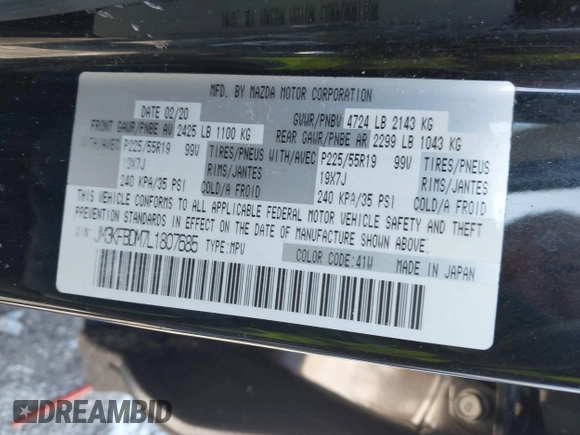 MFD. BY MAZDA MOTOR CORPORATION
DATE 02/20
GVWR/PNBV 4724 LB 2143 KG
FRONT GAWR/PNBE AV 2425 LB 1100 KG
REAR GAWR/PNBE AR 2299 LB 1043 KG
WITH/AVEC P225/55R19 99V TIRES/PNEUS
19X7J RIMS/JANTES
240 KPA/35 PSI COLD/A FROID
WITH/AVEC P225/55R19 99V TIRES/PNEUS
19X7J RIMS/JANTES
240 KPA/35 PSI COLD/A FROID
THIS VEHICLE CONFORMS TO ALL APPLICABLE FEDERAL MOTOR VEHICLE SAFETY AND THEFT
PREVENTION STANDARDS IN EFFECT ON THE DATE OF MANUFACTURE SHOWN ABOVE.
VIN: JM3KFBDM7L1807685 TYPE:MPV
COLOR CODE:41W MADE IN JAPAN
DREAMBID